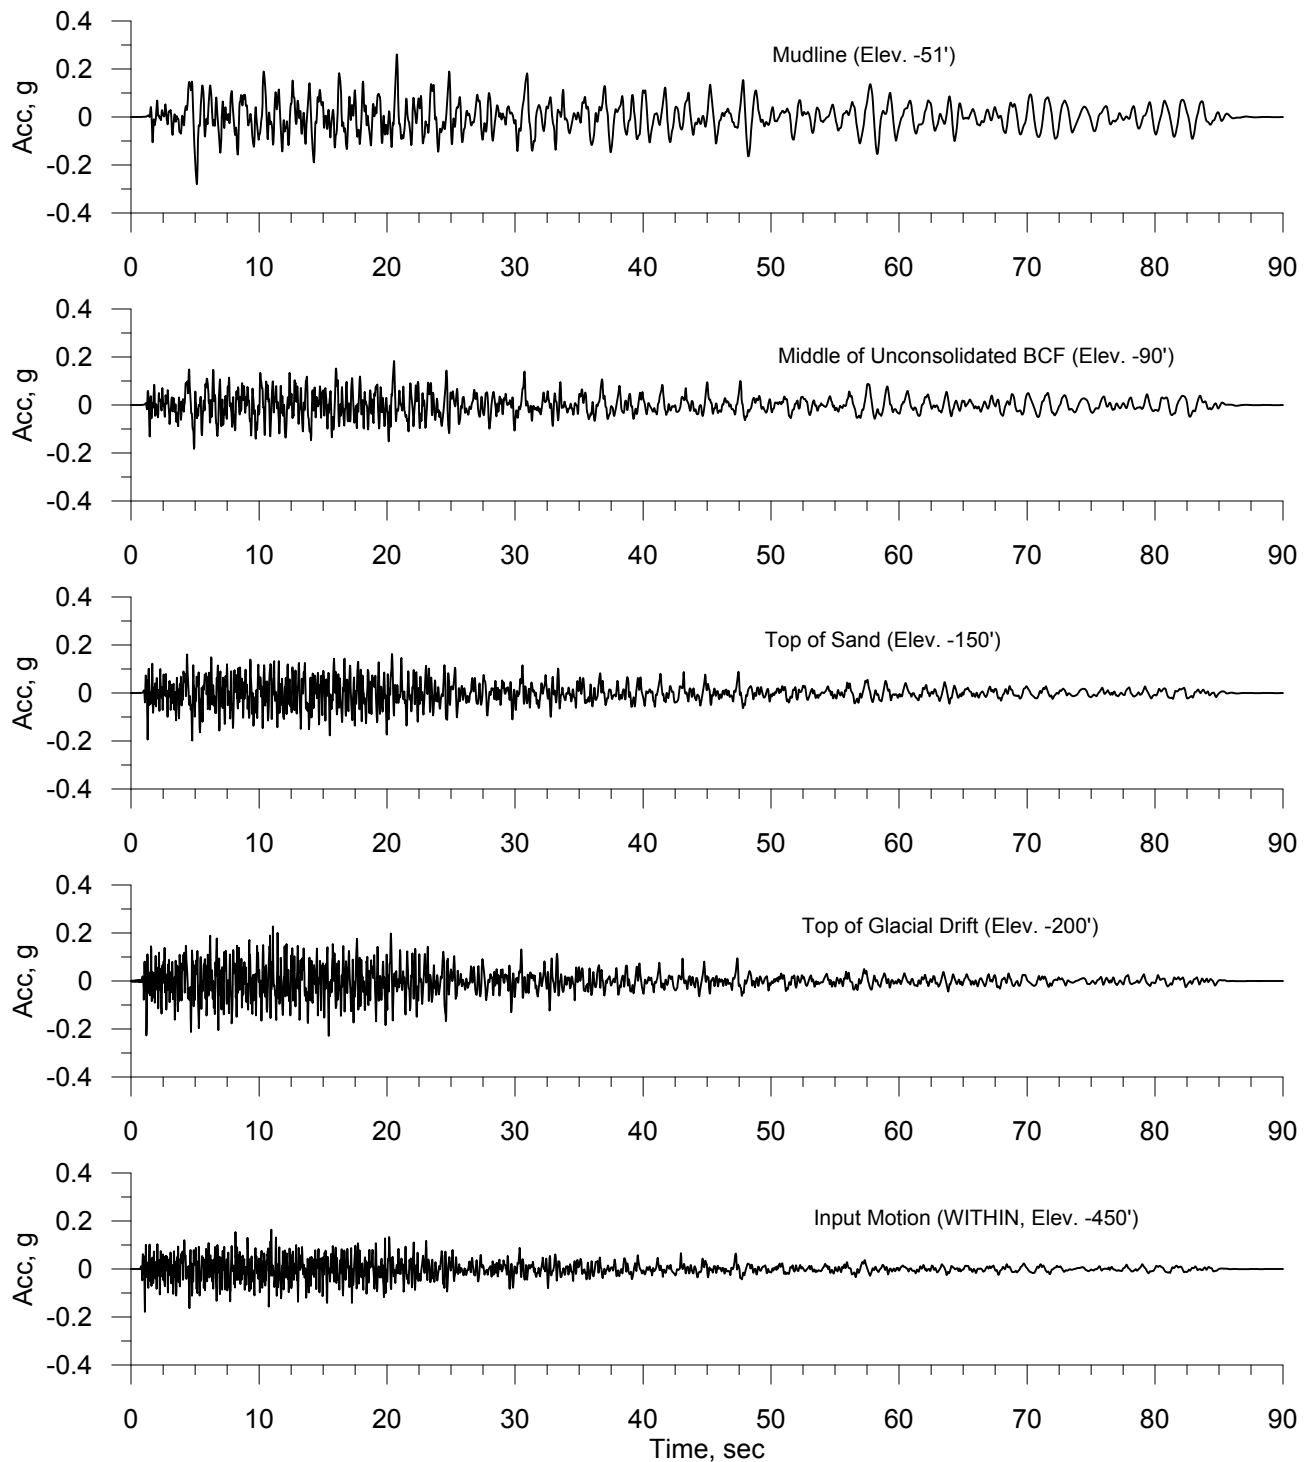 0.4
Mudline (Elev. -51')
0.2
Acc, g
0
-0.2
-0.4
0 10 20 30 40 50 60 70 80 90
0.4
Middle of Unconsolidated BCF (Elev. -90')
0.2
Acc, g
0
-0.2
-0.4
0 10 20 30 40 50 60 70 80 90
0.4
Top of Sand (Elev. -150')
0.2
Acc, g
0
-0.2
-0.4
0 10 20 30 40 50 60 70 80 90
0.4
Top of Glacial Drift (Elev. -200')
0.2
Acc, g
0
-0.2
-0.4
0 10 20 30 40 50 60 70 80 90
0.4
Input Motion (WITHIN, Elev. -450')
0.2
Acc, g
0
-0.2
-0.4
0 10 20 30 40 50 60 70 80 90
Time, sec